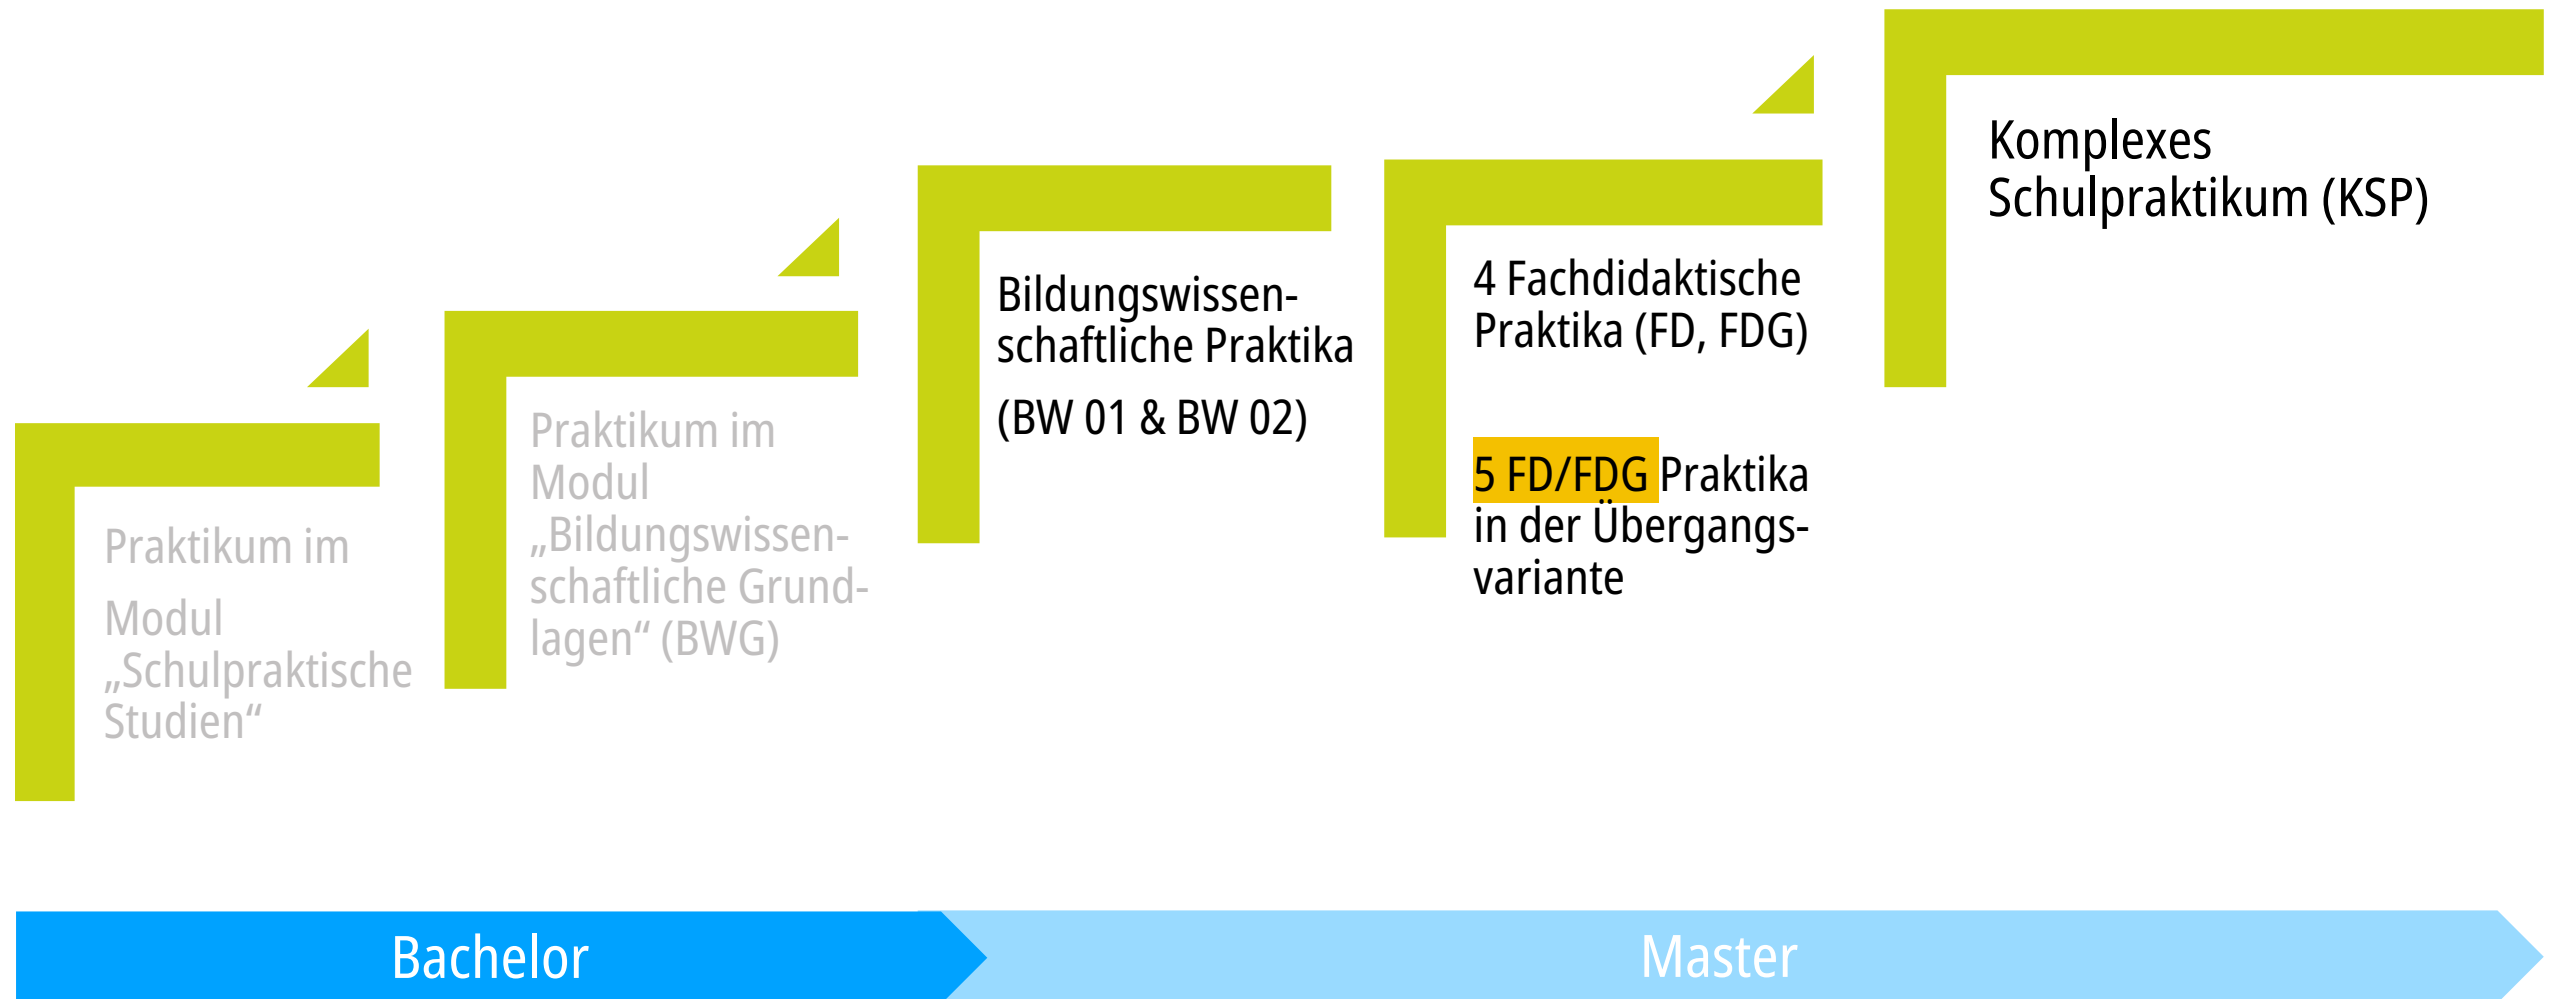 Praktikum im
Modul
„Schulpraktische
Studien“
Praktikum im
Modul
„Bildungswissen-
schaftliche Grund-
lagen“ (BWG)
Bildungswissen-
schaftliche Praktika
(BW 01 & BW 02)
4 Fachdidaktische
Praktika (FD, FDG)
5 FD/FDG Praktika
in der Übergangs-
variante
Komplexes
Schulpraktikum (KSP)
Bachelor
Master